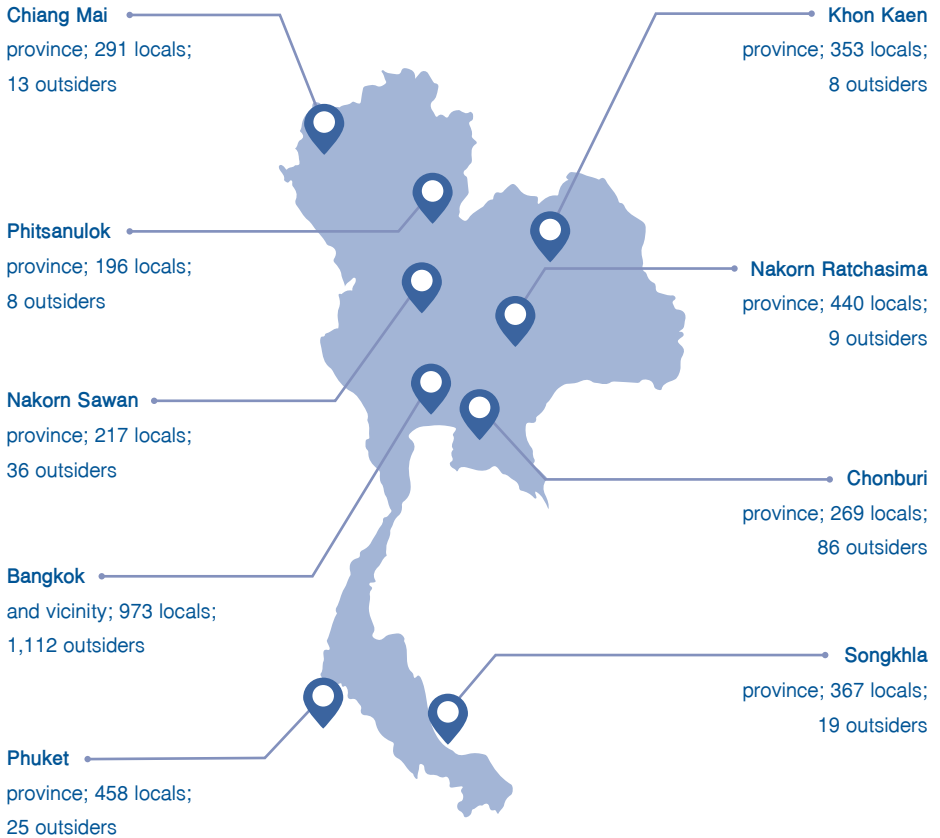 Chiang Mai
province; 291 locals;
13 outsiders
Khon Kaen
province; 353 locals;
8 outsiders
Phitsanulok
province; 196 locals;
8 outsiders
Nakorn Ratchasima
province; 440 locals;
9 outsiders
Nakorn Sawan
province; 217 locals;
36 outsiders
Chonburi
province; 269 locals;
86 outsiders
Bangkok
and vicinity; 973 locals;
1,112 outsiders
Songkhla
province; 367 locals;
19 outsiders
Phuket
province; 458 locals;
25 outsiders